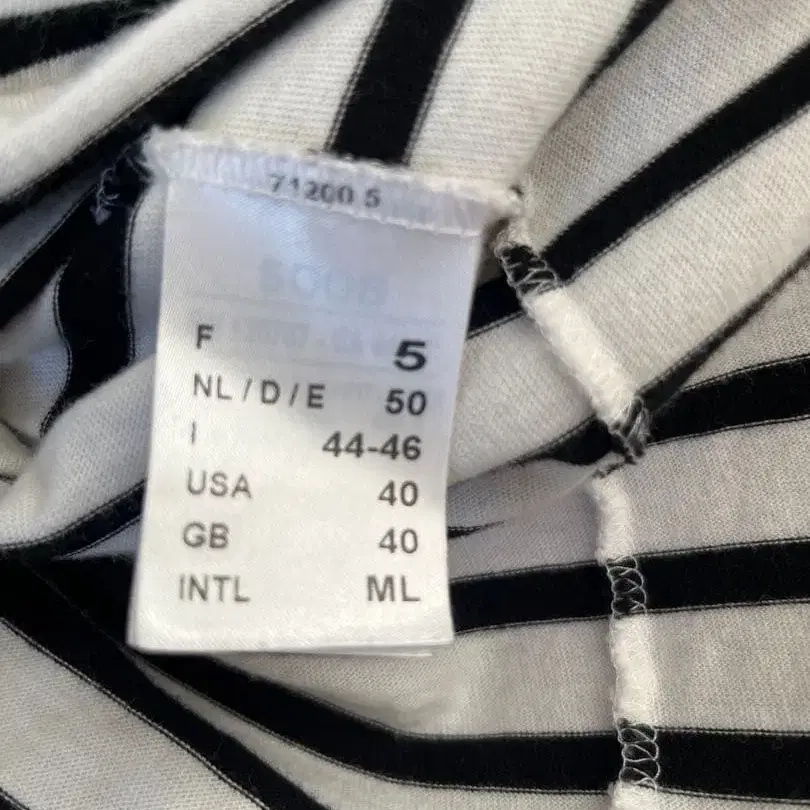 71200 5
F 5
NL / D / E 50
I 44-46
USA 40
GB 40
INTL ML